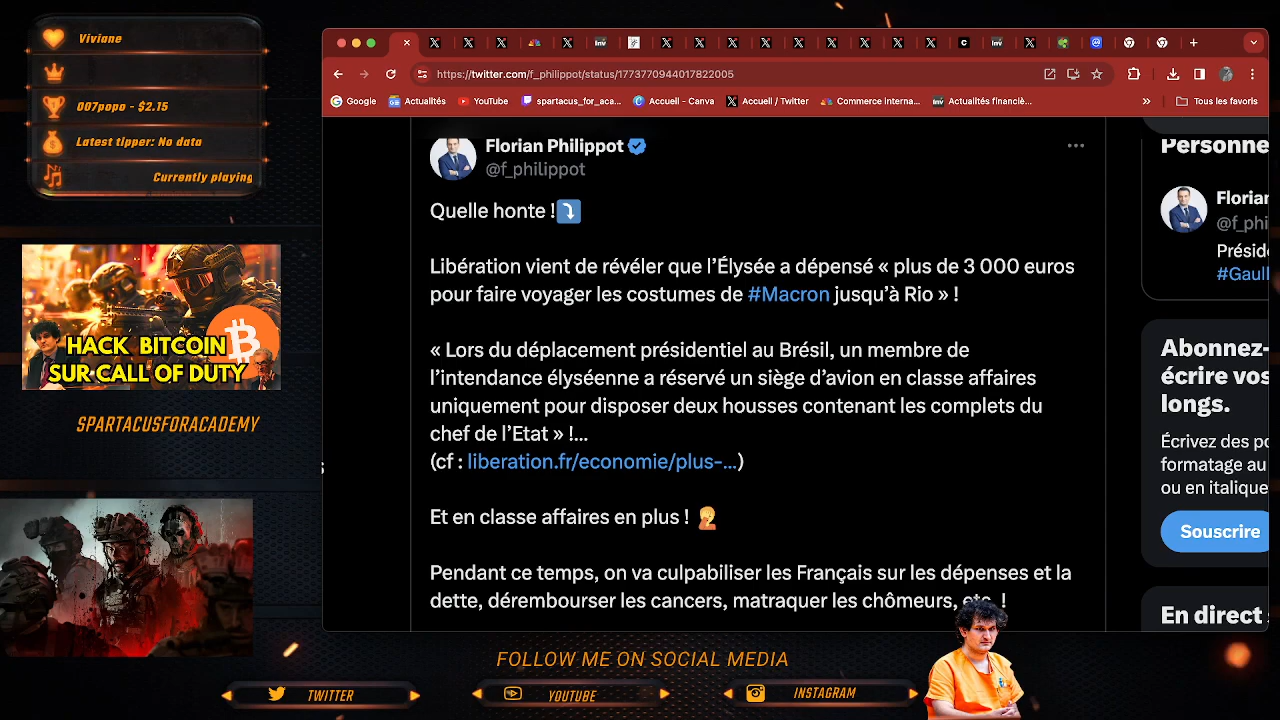 Viviane
007popo - $2.15
Latest tipper: No data
Currently playing
HACK BITCOIN
SUR CALL OF DUTY
SPARTACUSFORACADEMY
https://twitter.com/f_philippot/status/1773770944017822005
Google
Actualités
YouTube
spartacus_for_aca...
Accueil - Canva
Accueil / Twitter
Commerce interna...
Actualités financiè...
Tous les favoris
Florian Philippot
@f_philippot
Quelle honte !
Libération vient de révéler que l’Élysée a dépensé « plus de 3 000 euros
pour faire voyager les costumes de #Macron jusqu’à Rio » !
« Lors du déplacement présidentiel au Brésil, un membre de
l’intendance élyséenne a réservé un siège d’avion en classe affaires
uniquement pour disposer deux housses contenant les complets du
chef de l’Etat » !...
(cf : liberation.fr/economie/plus-...)
Et en classe affaires en plus !
Pendant ce temps, on va culpabiliser les Français sur les dépenses et la
dette, dérembourser les cancers, matraquer les chômeurs, etc !
Personne
Florian
@f_phi
Préside
#Gaull
Abonnez-
écrire vos
longs.
Écrivez des po
formatage au
ou en italique
Souscrire
En direct
FOLLOW ME ON SOCIAL MEDIA
TWITTER
YOUTUBE
INSTAGRAM